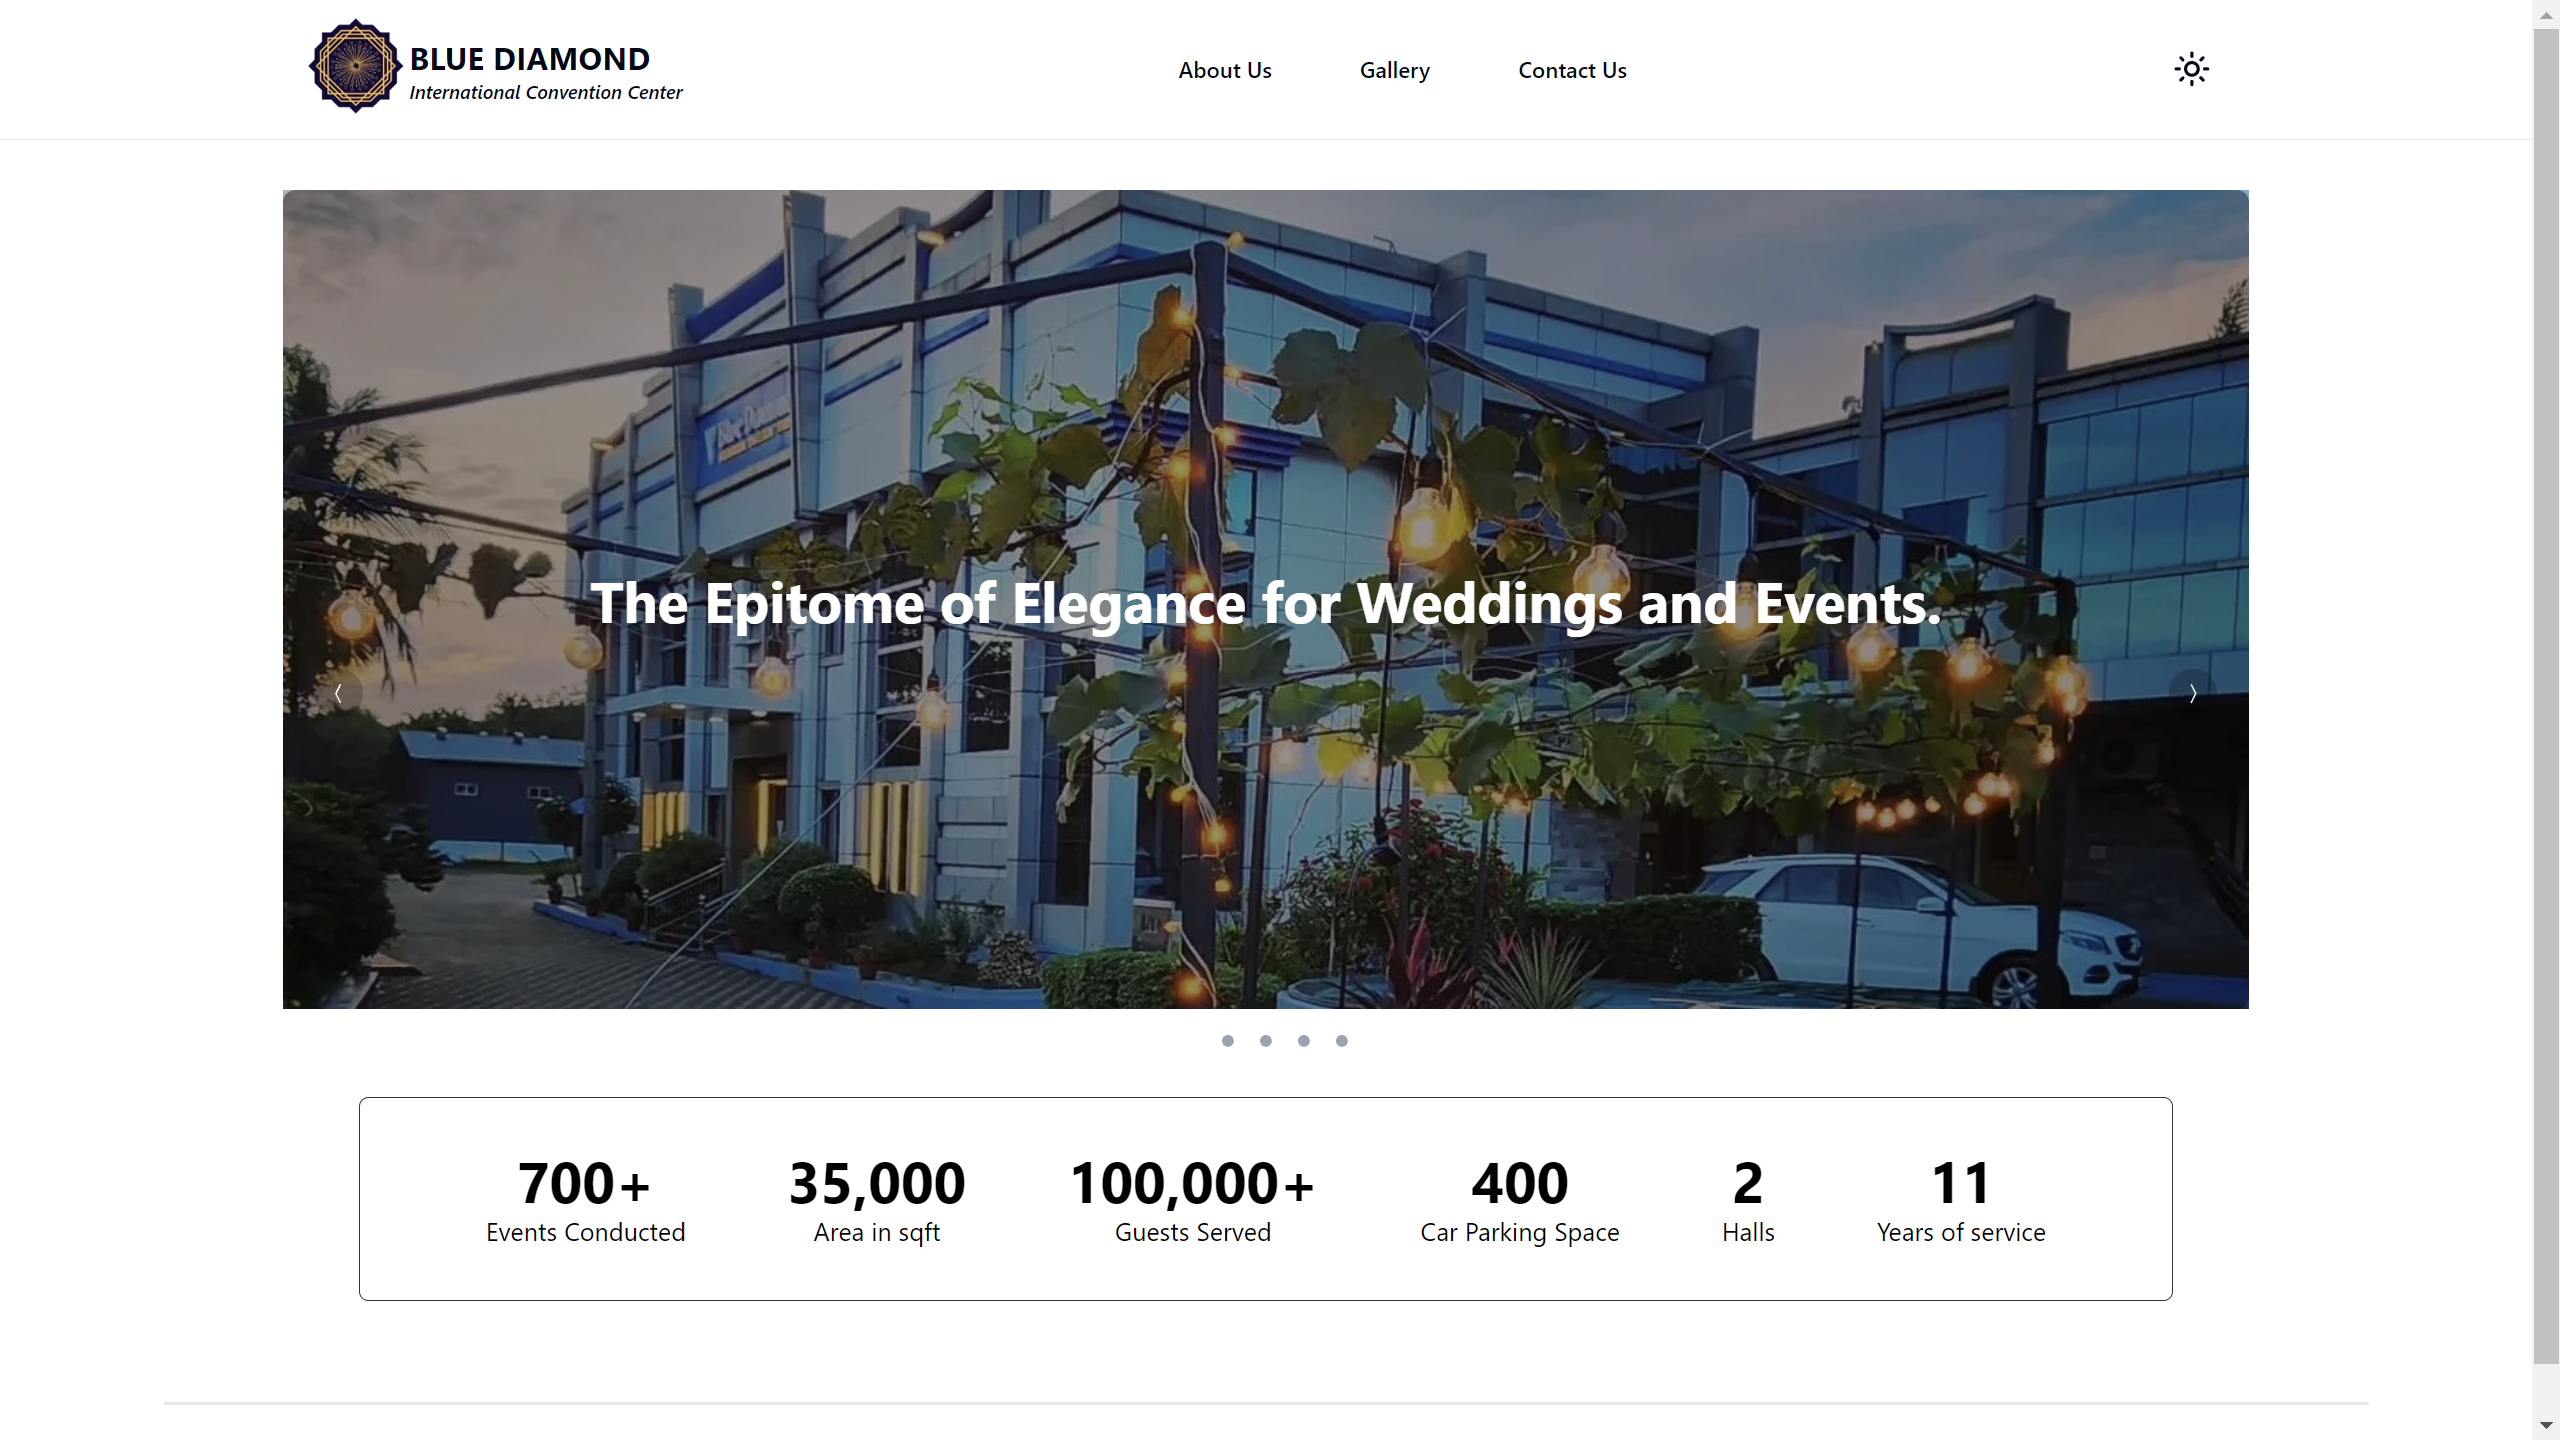 BLUE DIAMOND
International Convention Center
About Us
Gallery
Contact Us
Blue Diamond
The Epitome of Elegance for Weddings and Events.
700+
Events Conducted
35,000
Area in sqft
100,000+
Guests Served
400
Car Parking Space
2
Halls
11
Years of service